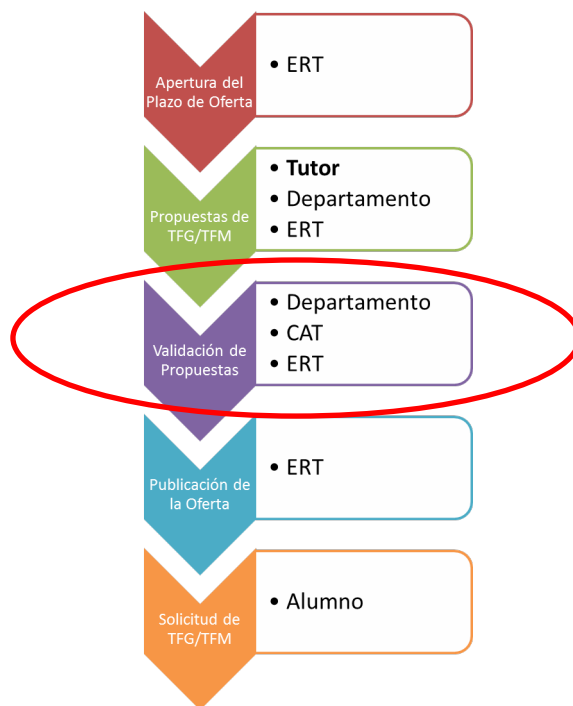 Apertura del
Plazo de Oferta
• ERT
Propuestas de
TFG/TFM
• Tutor
• Departamento
• ERT
Validación de
Propuestas
• Departamento
• CAT
• ERT
Publicación de
la Oferta
• ERT
Solicitud de
TFG/TFM
• Alumno